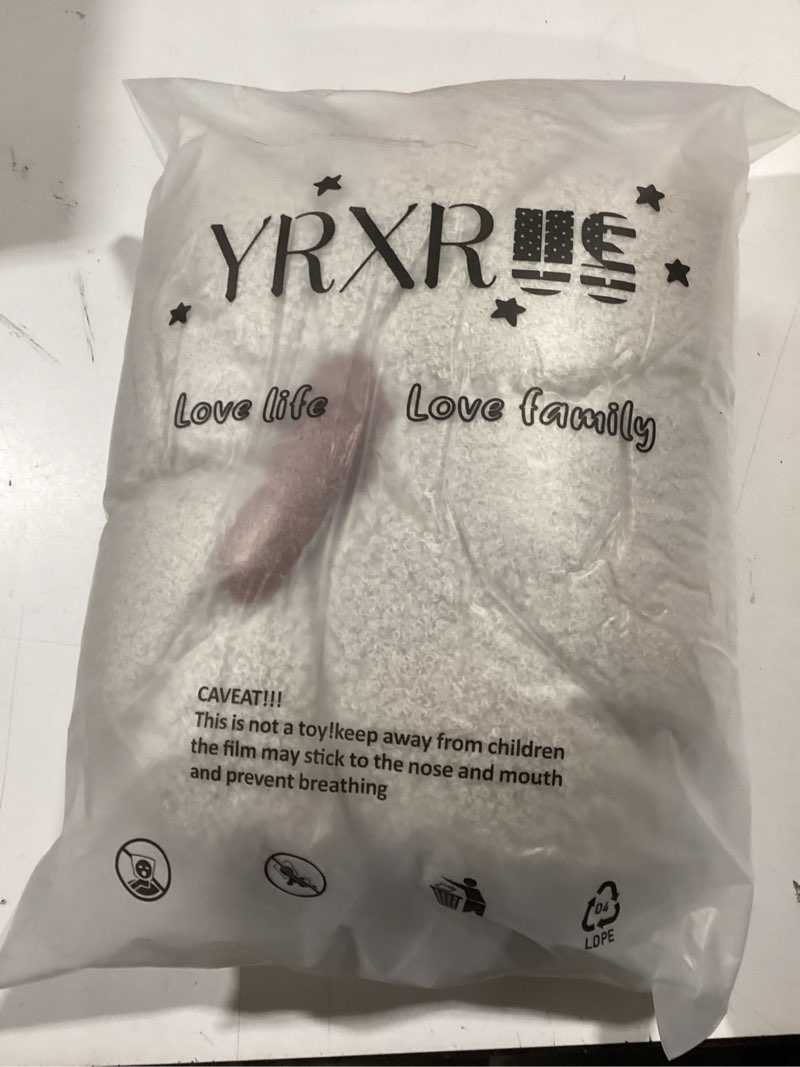 YRXRUS
Love life Love family
CAVEAT!!!
This is not a toy!keep away from children
the film may stick to the nose and mouth
and prevent breathing
04
LDPE